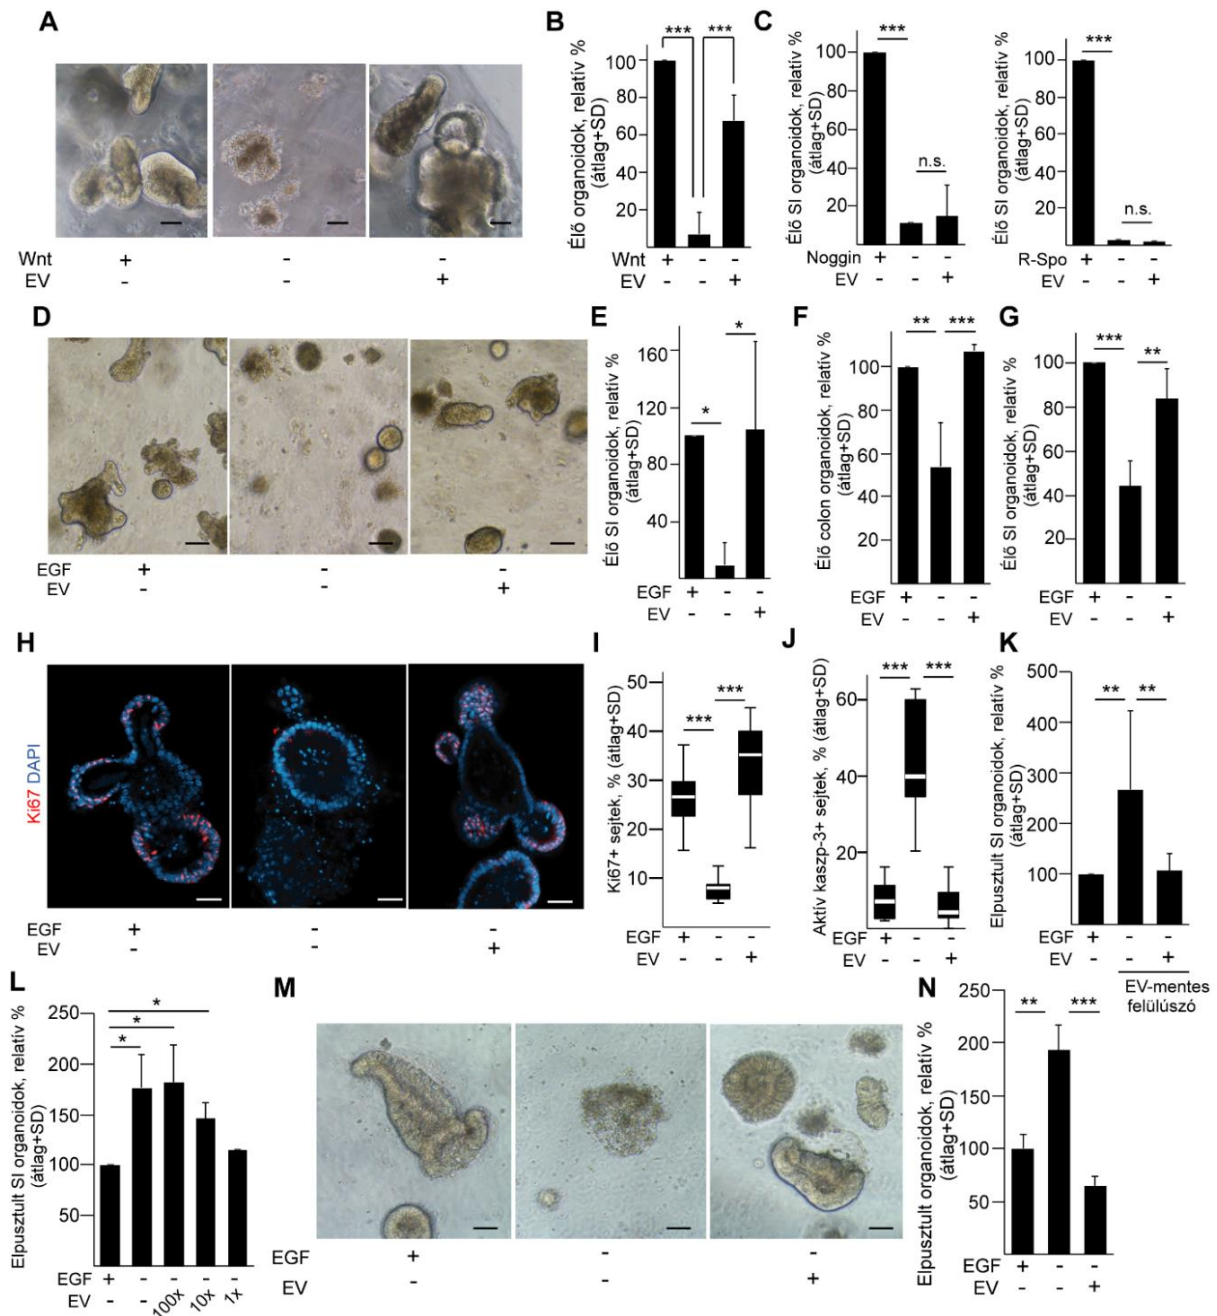 A
Wnt + - -
EV - - +
B
Élő organoidok, relatív %
(átlag+SD)
*** ***
100
80
60
40
20
Wnt + - -
EV - - +
C
Élő SI organoidok, relatív %
(átlag+SD)
***
n.s.
100
80
60
40
20
Noggin + - -
EV - - +
Élő SI organoidok, relatív %
(átlag+SD)
***
n.s.
100
80
60
40
20
R-Spo + - -
EV - - +
D
EGF + - -
EV - - +
E
Élő SI organoidok, relatív %
(átlag+SD)
*
*
160
120
100
80
40
EGF + - -
EV - - +
F
Élő colon organoidok, relatív %
(átlag+SD)
** ***
100
80
60
40
20
EGF + - -
EV - - +
G
Élő SI organoidok, relatív %
(átlag+SD)
*** **
100
80
60
40
20
EGF + - -
EV - - +
H
Ki67 DAPI
EGF + - -
EV - - +
I
Ki67+ sejtek, % (átlag+SD)
***
***
50
40
30
20
10
EGF + - -
EV - - +
J
Aktív kaszp-3+ sejtek, % (átlag+SD)
*** ***
60
40
20
EGF + - -
EV - - +
K
Elpusztult SI organoidok, relatív %
(átlag+SD)
** **
500
400
300
200
100
EGF + - -
EV - - +
EV-mentes
felülúszó
L
Elpusztult SI organoidok, relatív %
(átlag+SD)
*
*
*
250
200
150
100
50
EGF + - - - -
EV - - 100x 10x 1x
M
EGF + - -
EV - - +
N
Elpusztult organoidok, relatív %
(átlag+SD)
** ***
250
200
150
100
50
EGF + - -
EV - - +